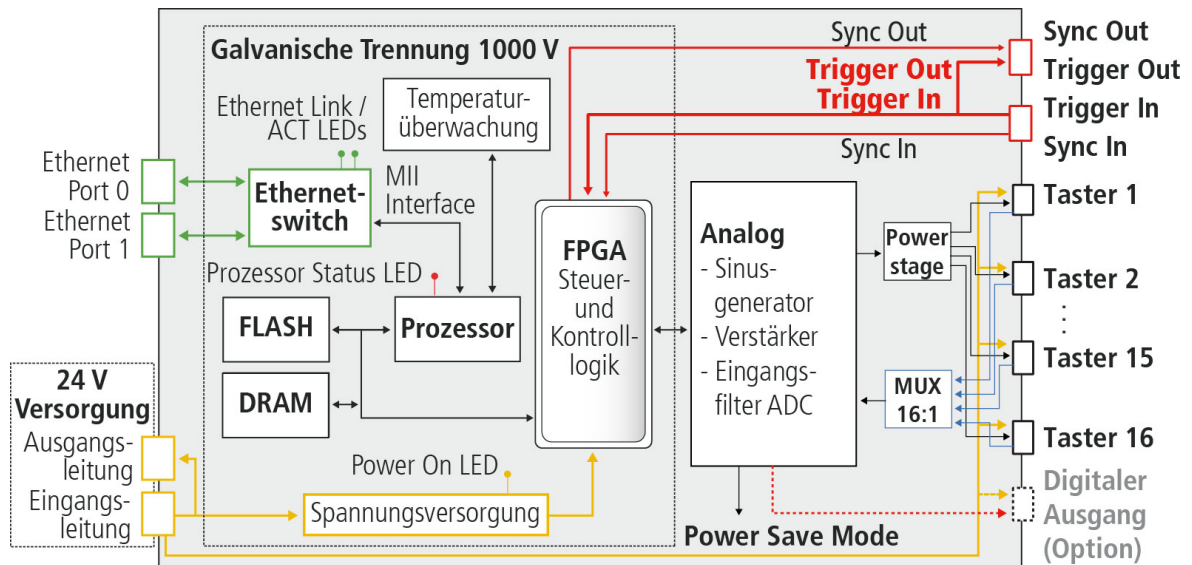 Galvanische Trennung 1000 V
Ethernet Link /
ACT LEDs
Temperatur-
überwachung
Sync Out
Trigger Out
Trigger In
Sync In
Sync Out
Trigger Out
Trigger In
Sync In
Ethernet
Port 0
Ethernet
Port 1
Ethernet-
switch
MII
Interface
Prozessor Status LED
FLASH
Prozessor
DRAM
FPGA
Steuer-
und
Kontroll-
logik
Analog
- Sinus-
generator
- Verstärker
- Eingangs-
filter ADC
Power
stage
MUX
16:1
Taster 1
Taster 2
⋮
Taster 15
Taster 16
Digitaler
Ausgang
(Option)
24 V
Versorgung
Ausgangs-
leitung
Eingangs-
leitung
Power On LED
Spannungsversorgung
Power Save Mode